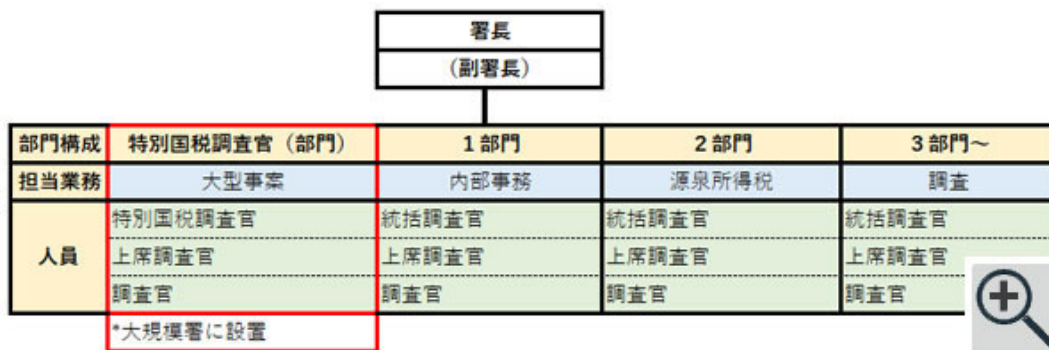 署長
(副署長)
部門構成 特別国税調査官（部門） 1部門 2部門 3部門～
担当業務 大型事案 内部事務 源泉所得税 調査
人員
特別国税調査官 統括調査官 統括調査官 統括調査官
上席調査官 上席調査官 上席調査官 上席調査官
調査官 調査官 調査官 調査官
*大規模署に設置